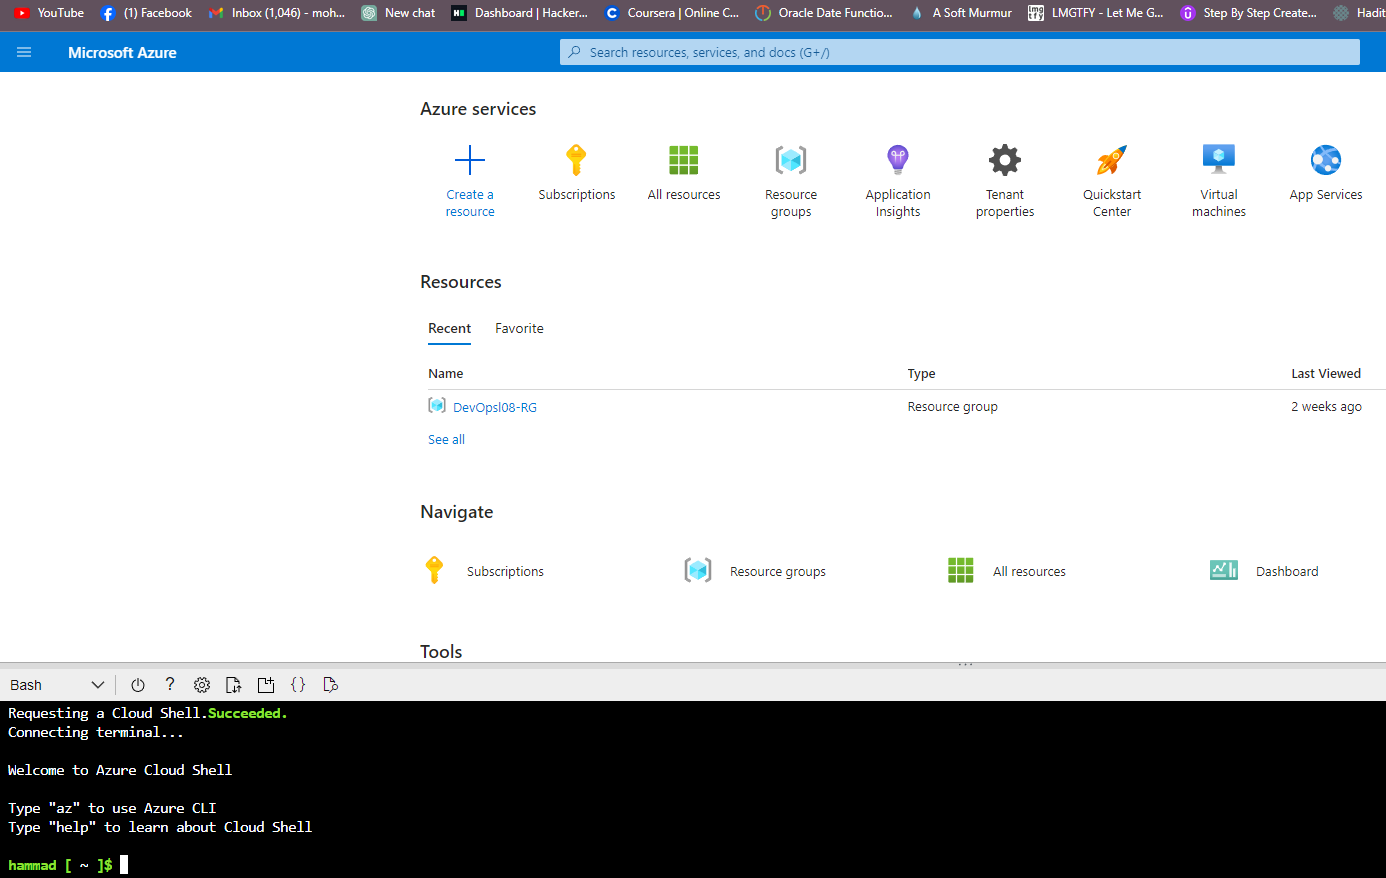 YouTube (1) Facebook Inbox (1,046) - moh... New chat Dashboard | Hacker... Coursera | Online C... Oracle Date Functio... A Soft Murmur LMGTFY - Let Me G... Step By Step Create... Hadit
Microsoft Azure Search resources, services, and docs (G+/)
Azure services
Create a resource
Subscriptions
All resources
Resource groups
Application Insights
Tenant properties
Quickstart Center
Virtual machines
App Services
Resources
Recent Favorite
Name Type Last Viewed
DevOpsl08-RG Resource group 2 weeks ago
See all
Navigate
Subscriptions Resource groups All resources Dashboard
Tools
Bash
Requesting a Cloud Shell.Succeeded.
Connecting terminal...
Welcome to Azure Cloud Shell
Type "az" to use Azure CLI
Type "help" to learn about Cloud Shell
hammad [ ~ ]$